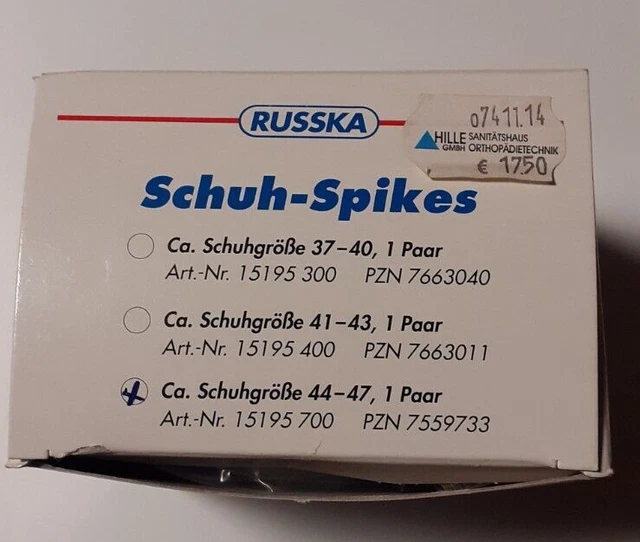 RUSSKA
07411.14
HILLE SANITÄTSHAUS
GMBH ORTHOPÄDIETECHNIK
€ 17.50
Schuh-Spikes
Ca. Schuhgröße 37–40, 1 Paar
Art.-Nr. 15195 300 PZN 7663040
Ca. Schuhgröße 41–43, 1 Paar
Art.-Nr. 15195 400 PZN 7663011
Ca. Schuhgröße 44–47, 1 Paar
Art.-Nr. 15195 700 PZN 7559733